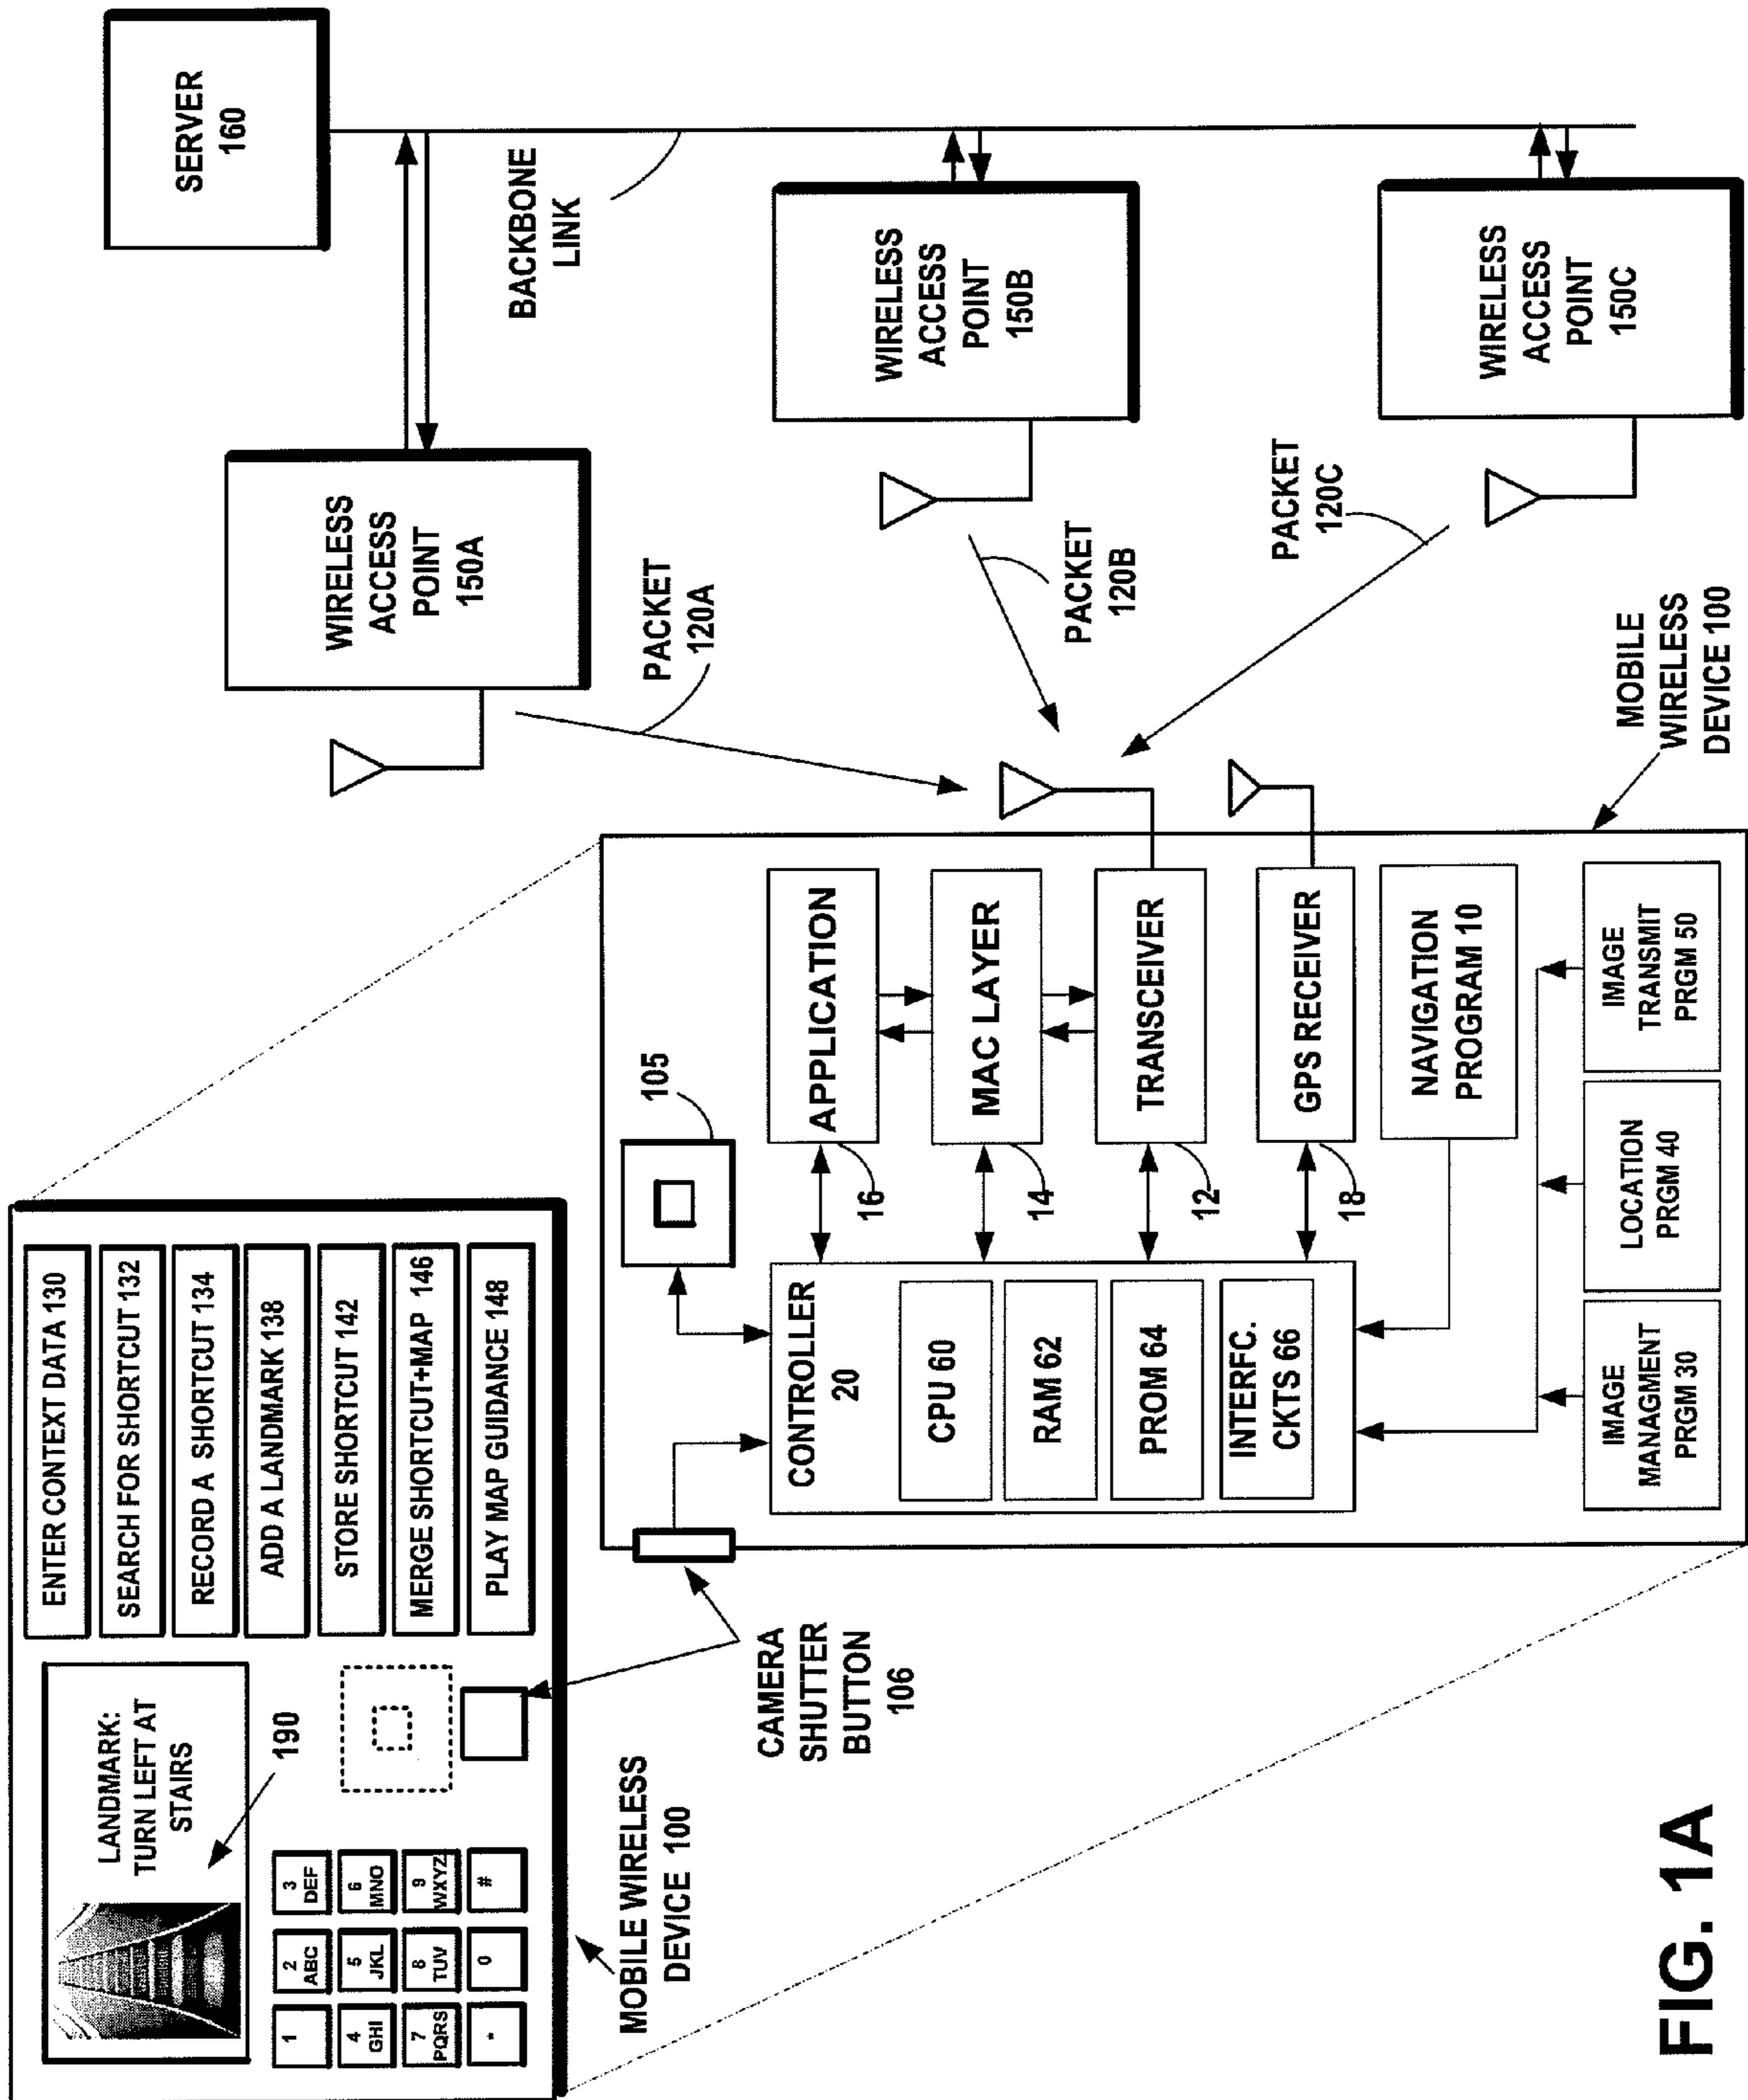 LANDMARK:
TURN LEFT AT
STAIRS
190
1
2
ABC
3
DEF
4
GHI
5
JKL
6
MNO
7
PQRS
8
TUV
9
WXYZ
*
0
#
ENTER CONTEXT DATA 130
SEARCH FOR SHORTCUT 132
RECORD A SHORTCUT 134
ADD A LANDMARK 138
STORE SHORTCUT 142
MERGE SHORTCUT+MAP 146
PLAY MAP GUIDANCE 148
MOBILE WIRELESS
DEVICE 100
CAMERA
SHUTTER
BUTTON
106
SERVER
160
BACKBONE
LINK
WIRELESS
ACCESS
POINT
150A
WIRELESS
ACCESS
POINT
150B
WIRELESS
ACCESS
POINT
150C
PACKET
120A
PACKET
120B
PACKET
120C
MOBILE
WIRELESS
DEVICE 100
105
CONTROLLER
20
CPU 60
RAM 62
PROM 64
INTERFC.
CKTS 66
APPLICATION
16
MAC LAYER
14
TRANSCEIVER
12
GPS RECEIVER
18
NAVIGATION
PROGRAM 10
IMAGE
MANAGMENT
PRGM 30
LOCATION
PRGM 40
IMAGE
TRANSMIT
PRGM 50
FIG. 1A